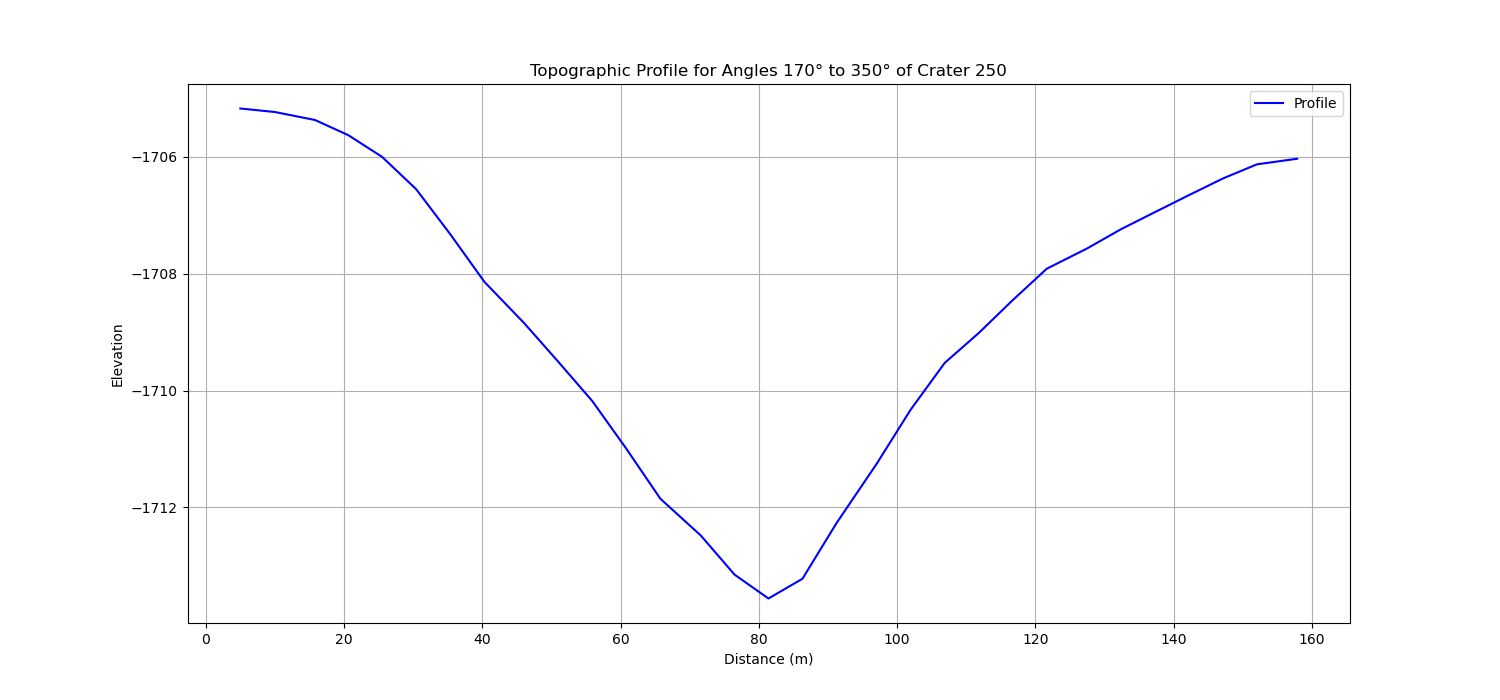 Topographic Profile for Angles 170° to 350° of Crater 250
Profile
−1706
−1708
−1710
−1712
Elevation
0 20 40 60 80 100 120 140 160
Distance (m)